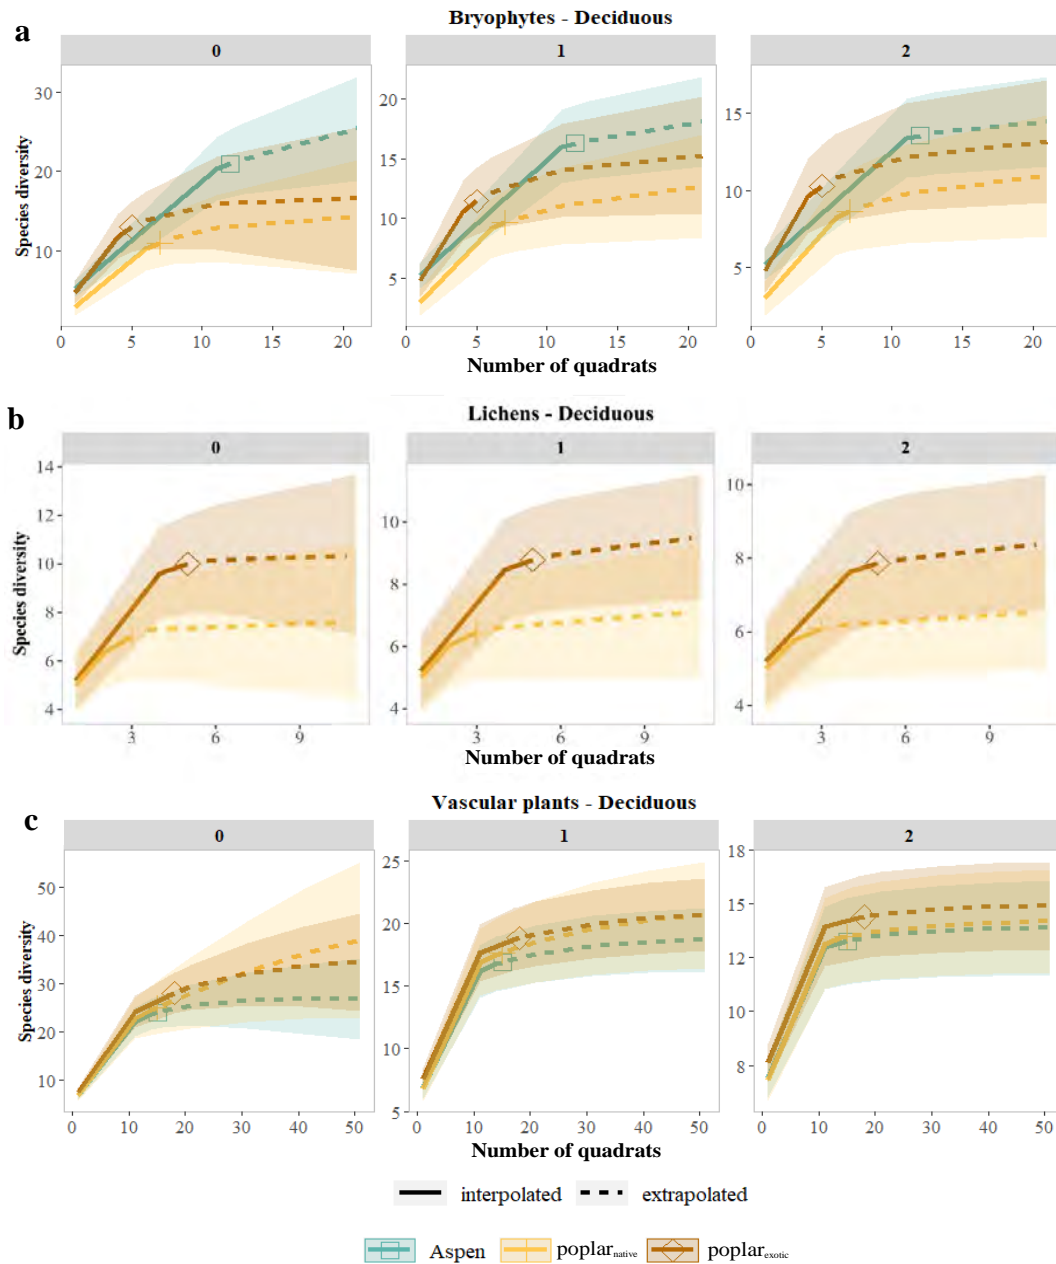 Bryophytes - Deciduous
a
0 1 2
Species diversity
30
20
10
20
15
10
5
15
10
5
0 5 10 15 20 0 5 10 15 20 0 5 10 15 20
Number of quadrats
b
Lichens - Deciduous
0 1 2
Species diversity
14
12
10
8
6
4
10
8
6
4
10
8
6
4
3 6 9 3 6 9 3 6 9
Number of quadrats
Vascular plants - Deciduous
c
0 1 2
Species diversity
50
40
30
20
10
25
20
15
10
5
18
15
12
10
8
0 10 20 30 40 50 0 10 20 30 40 50 0 10 20 30 40 50
Number of quadrats
interpolated extrapolated
Aspen poplar native poplar exotic